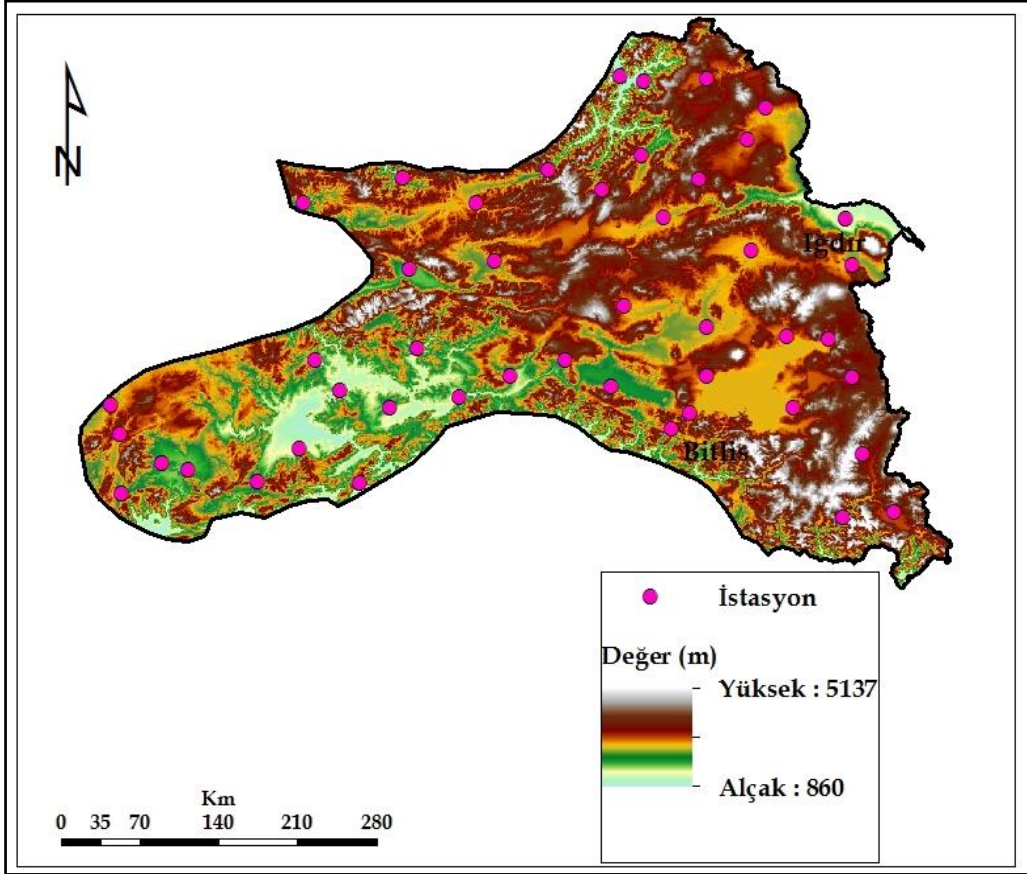 N
Iğdır
Bitlis
İstasyon
Değer (m)
Yüksek : 5137
Alçak : 860
Km
0 35 70 140 210 280